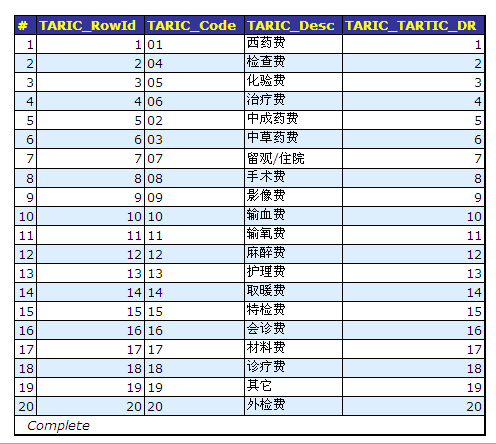 # TARIC_RowId TARIC_Code TARIC_Desc TARIC_TARTIC_DR
1 1 01 西药费 1
2 2 04 检查费 2
3 3 05 化验费 3
4 4 06 治疗费 4
5 5 02 中成药费 5
6 6 03 中草药费 6
7 7 07 留观/住院 7
8 8 08 手术费 8
9 9 09 影像费 9
10 10 10 输血费 10
11 11 11 输氧费 11
12 12 12 麻醉费 12
13 13 13 护理费 13
14 14 14 取暖费 14
15 15 15 特检费 15
16 16 16 会诊费 16
17 17 17 材料费 17
18 18 18 诊疗费 18
19 19 19 其它 19
20 20 20 外检费 20
Complete